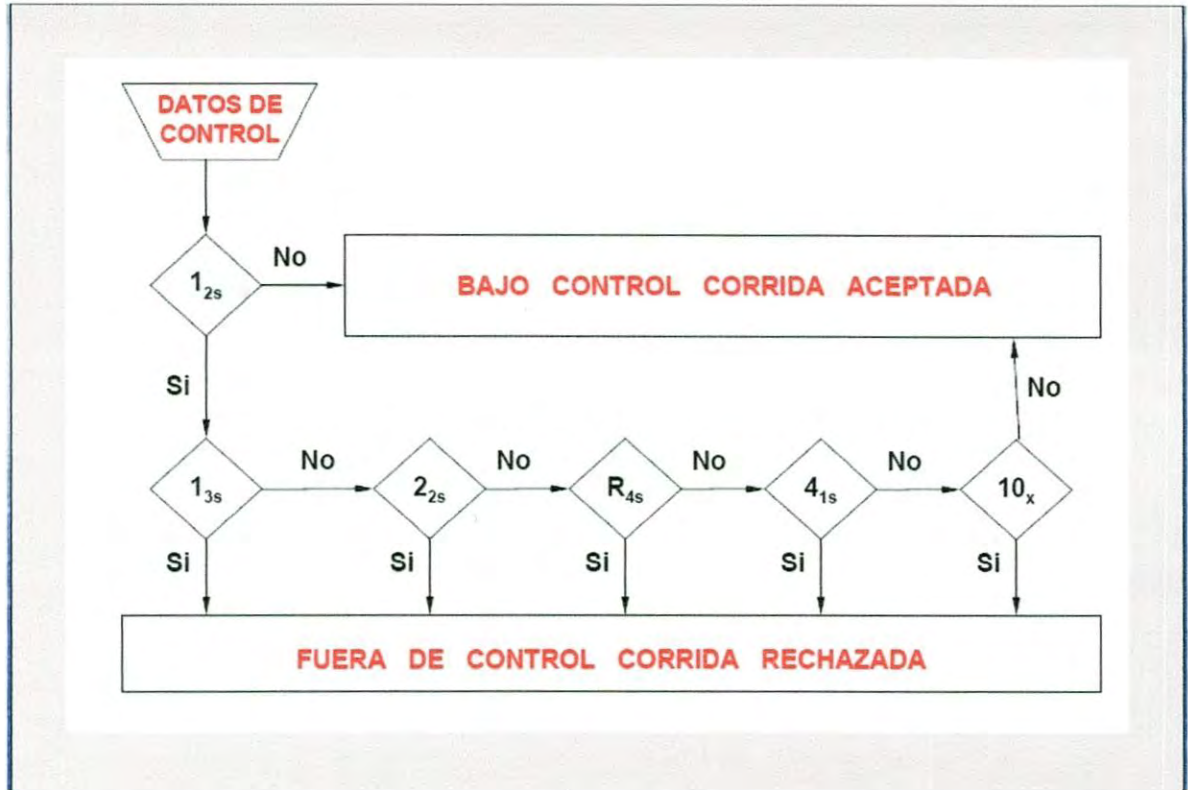 DATOS DE
CONTROL
1₂ₛ
No
BAJO CONTROL CORRIDA ACEPTADA
Si
No
1₃ₛ
No
2₂ₛ
No
R₄ₛ
No
4₁ₛ
No
10ₓ
Si
Si
Si
Si
Si
FUERA DE CONTROL CORRIDA RECHAZADA